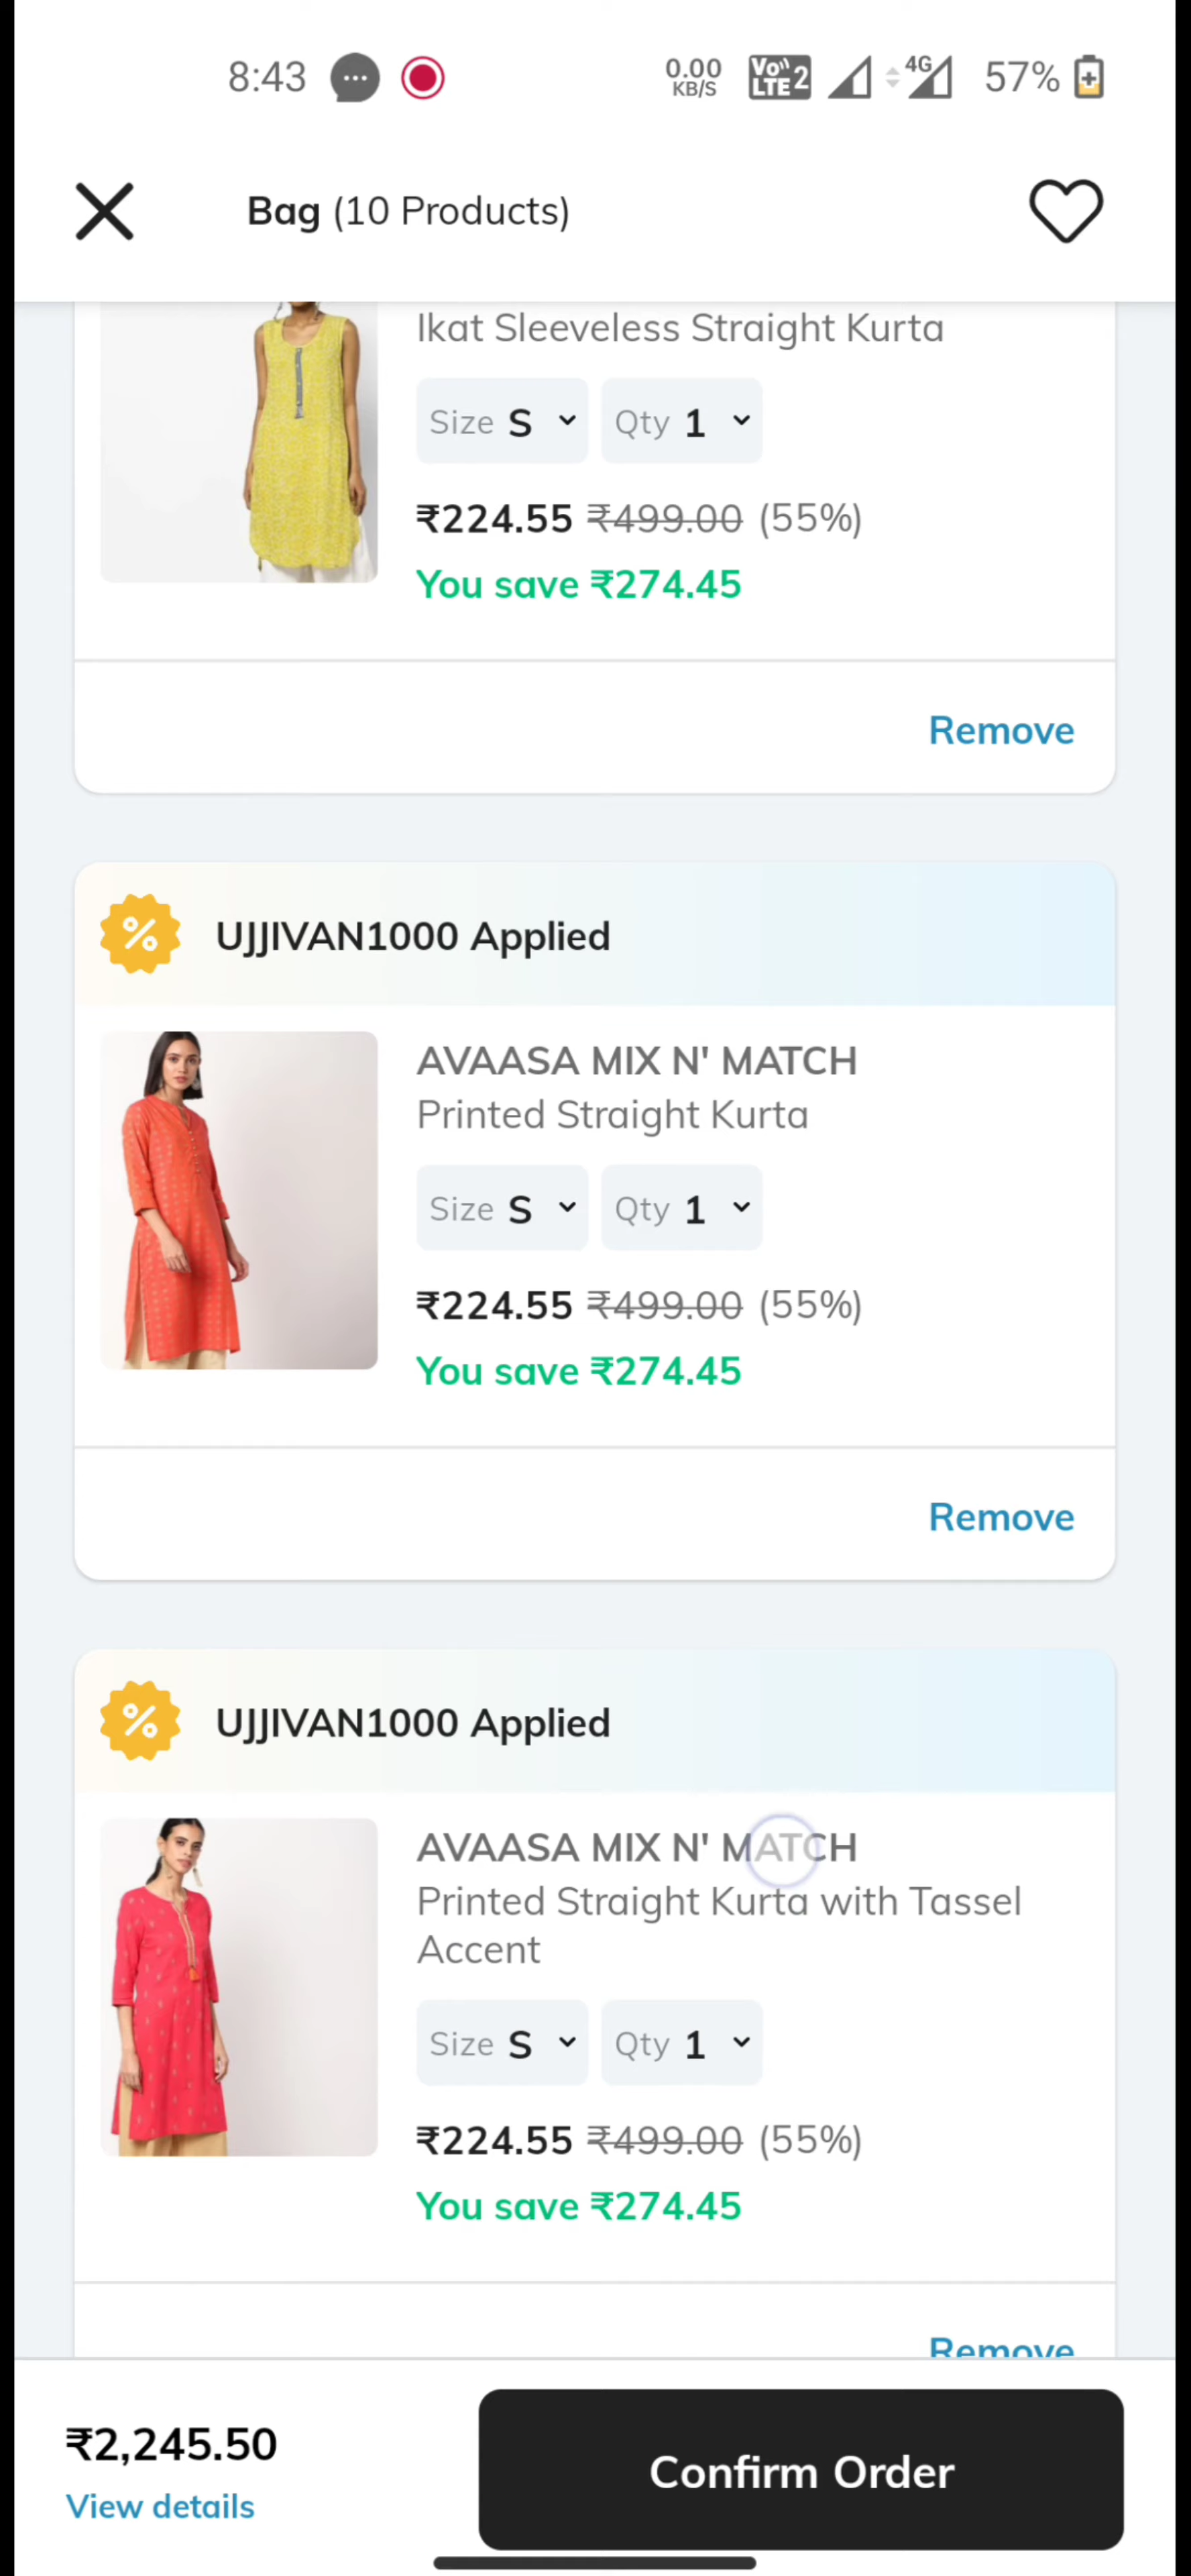 8:43
0.00 KB/S
Vo LTE 2
4G
57%
Bag (10 Products)
Ikat Sleeveless Straight Kurta
Size S Qty 1
₹224.55 ₹499.00 (55%)
You save ₹274.45
Remove
UJJIVAN1000 Applied
AVAASA MIX N' MATCH
Printed Straight Kurta
Size S Qty 1
₹224.55 ₹499.00 (55%)
You save ₹274.45
Remove
UJJIVAN1000 Applied
AVAASA MIX N' MATCH
Printed Straight Kurta with Tassel
Accent
Size S Qty 1
₹224.55 ₹499.00 (55%)
You save ₹274.45
Remove
₹2,245.50
View details
Confirm Order